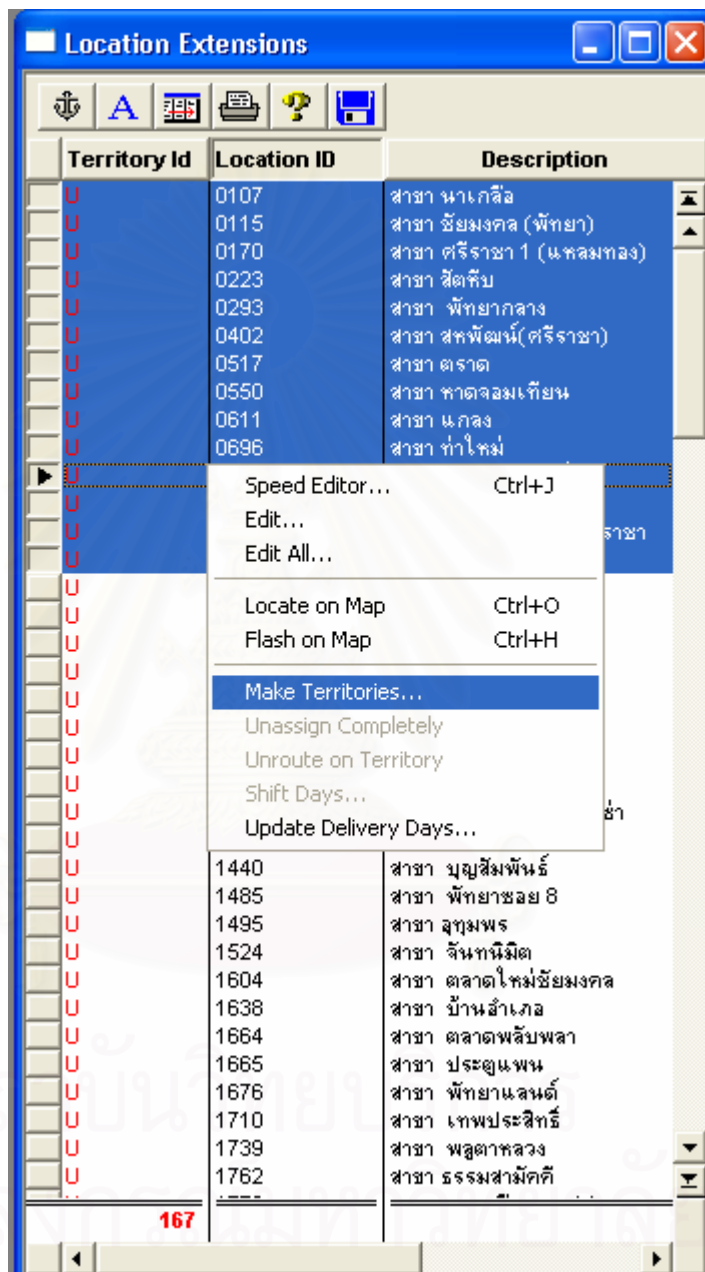 Location Extensions
Territory Id Location ID Description
U 0107 สาขา นาเกลือ
U 0115 สาขา ชัยมงคล (พัทยา)
U 0170 สาขา ศรีราชา 1 (แหลมทอง)
U 0223 สาขา สัตหีบ
U 0293 สาขา พัทยากลาง
U 0402 สาขา สหพัฒน์(ศรีราชา)
U 0517 สาขา ตราด
U 0550 สาขา หาดจอมเทียน
U 0611 สาขา แกลง
U 0696 สาขา ท่าใหม่
U
U
U ราชา
U
U
U
U
U
U
U
U
U
U ช่ำ
U
Speed Editor... Ctrl+J
Edit...
Edit All...
Locate on Map Ctrl+O
Flash on Map Ctrl+H
Make Territories...
Unassign Completely
Unroute on Territory
Shift Days...
Update Delivery Days...
U 1440 สาขา บุญสัมพันธ์
U 1485 สาขา พัทยาซอย 8
U 1495 สาขา อุทุมพร
U 1524 สาขา จันทนิมิต
U 1604 สาขา ตลาดใหม่ชัยมงคล
U 1638 สาขา บ้านอำเภอ
U 1664 สาขา ตลาดพลับพลา
U 1665 สาขา ประตูแพน
U 1676 สาขา พัทยาแลนด์
U 1710 สาขา เทพประสิทธิ์
U 1739 สาขา พลูตาหลวง
U 1762 สาขา ธรรมสามัคคี
167